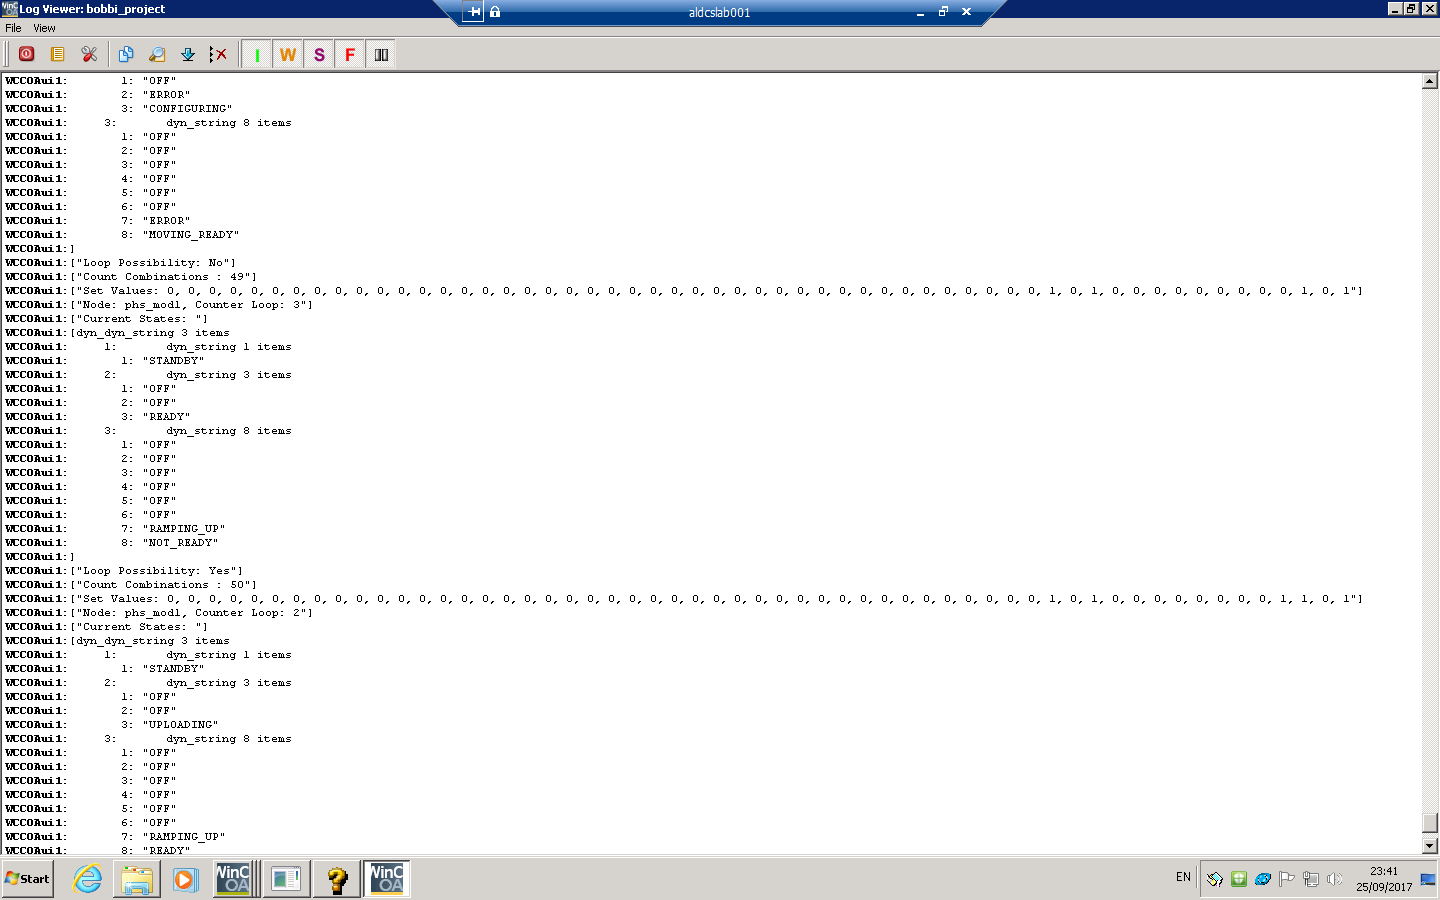 Log Viewer: bobbi_project
aldcslab001
File View
I W S F
WCCOAui1: 1: "OFF"
WCCOAui1: 2: "ERROR"
WCCOAui1: 3: "CONFIGURING"
WCCOAui1: 3: dyn_string 8 items
WCCOAui1: 1: "OFF"
WCCOAui1: 2: "OFF"
WCCOAui1: 3: "OFF"
WCCOAui1: 4: "OFF"
WCCOAui1: 5: "OFF"
WCCOAui1: 6: "OFF"
WCCOAui1: 7: "ERROR"
WCCOAui1: 8: "MOVING_READY"
WCCOAui1:]
WCCOAui1:["Loop Possibility: No"]
WCCOAui1:["Count Combinations : 49"]
WCCOAui1:["Set Values: 0, 0, 0, 0, 0, 0, 0, 0, 0, 0, 0, 0, 0, 0, 0, 0, 0, 0, 0, 0, 0, 0, 0, 0, 0, 0, 0, 0, 0, 0, 0, 0, 0, 0, 0, 0, 0, 0, 0, 0, 0, 0, 1, 0, 1, 0, 0, 0, 0, 0, 0, 0, 0, 0, 1, 0, 1"]
WCCOAui1:["Node: phs_mod1, Counter Loop: 3"]
WCCOAui1:["Current States: "]
WCCOAui1:[dyn_dyn_string 3 items
WCCOAui1: 1: dyn_string 1 items
WCCOAui1: 1: "STANDBY"
WCCOAui1: 2: dyn_string 3 items
WCCOAui1: 1: "OFF"
WCCOAui1: 2: "OFF"
WCCOAui1: 3: "READY"
WCCOAui1: 3: dyn_string 8 items
WCCOAui1: 1: "OFF"
WCCOAui1: 2: "OFF"
WCCOAui1: 3: "OFF"
WCCOAui1: 4: "OFF"
WCCOAui1: 5: "OFF"
WCCOAui1: 6: "OFF"
WCCOAui1: 7: "RAMPING_UP"
WCCOAui1: 8: "NOT_READY"
WCCOAui1:]
WCCOAui1:["Loop Possibility: Yes"]
WCCOAui1:["Count Combinations : 50"]
WCCOAui1:["Set Values: 0, 0, 0, 0, 0, 0, 0, 0, 0, 0, 0, 0, 0, 0, 0, 0, 0, 0, 0, 0, 0, 0, 0, 0, 0, 0, 0, 0, 0, 0, 0, 0, 0, 0, 0, 0, 0, 0, 0, 0, 0, 0, 1, 0, 1, 0, 0, 0, 0, 0, 0, 0, 0, 1, 1, 0, 1"]
WCCOAui1:["Node: phs_mod1, Counter Loop: 2"]
WCCOAui1:["Current States: "]
WCCOAui1:[dyn_dyn_string 3 items
WCCOAui1: 1: dyn_string 1 items
WCCOAui1: 1: "STANDBY"
WCCOAui1: 2: dyn_string 3 items
WCCOAui1: 1: "OFF"
WCCOAui1: 2: "OFF"
WCCOAui1: 3: "UPLOADING"
WCCOAui1: 3: dyn_string 8 items
WCCOAui1: 1: "OFF"
WCCOAui1: 2: "OFF"
WCCOAui1: 3: "OFF"
WCCOAui1: 4: "OFF"
WCCOAui1: 5: "OFF"
WCCOAui1: 6: "OFF"
WCCOAui1: 7: "RAMPING_UP"
WCCOAui1: 8: "READY"
Start
WinC OA
WinC OA
EN
23:41
25/09/2017